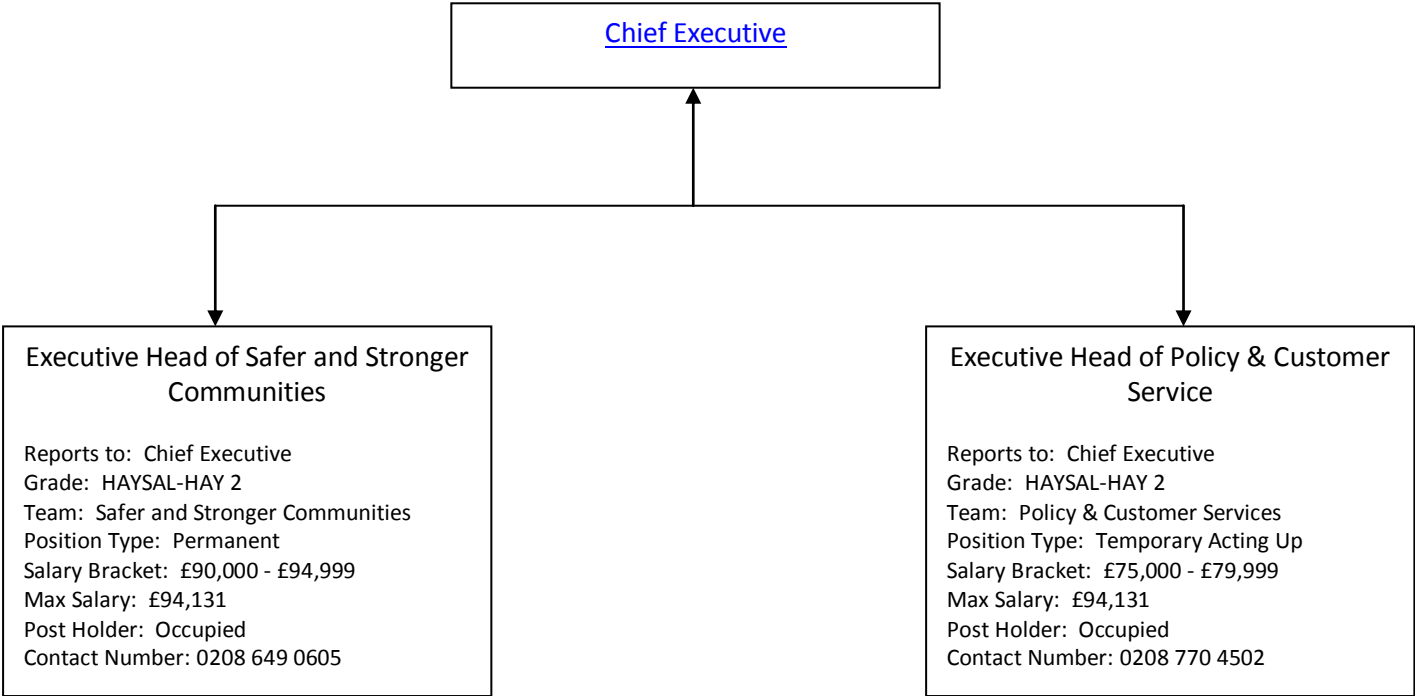 Chief Executive
Executive Head of Safer and Stronger
Communities
Reports to: Chief Executive
Grade: HAYSAL-HAY 2
Team: Safer and Stronger Communities
Position Type: Permanent
Salary Bracket: £90,000 - £94,999
Max Salary: £94,131
Post Holder: Occupied
Contact Number: 0208 649 0605
Executive Head of Policy & Customer
Service
Reports to: Chief Executive
Grade: HAYSAL-HAY 2
Team: Policy & Customer Services
Position Type: Temporary Acting Up
Salary Bracket: £75,000 - £79,999
Max Salary: £94,131
Post Holder: Occupied
Contact Number: 0208 770 4502